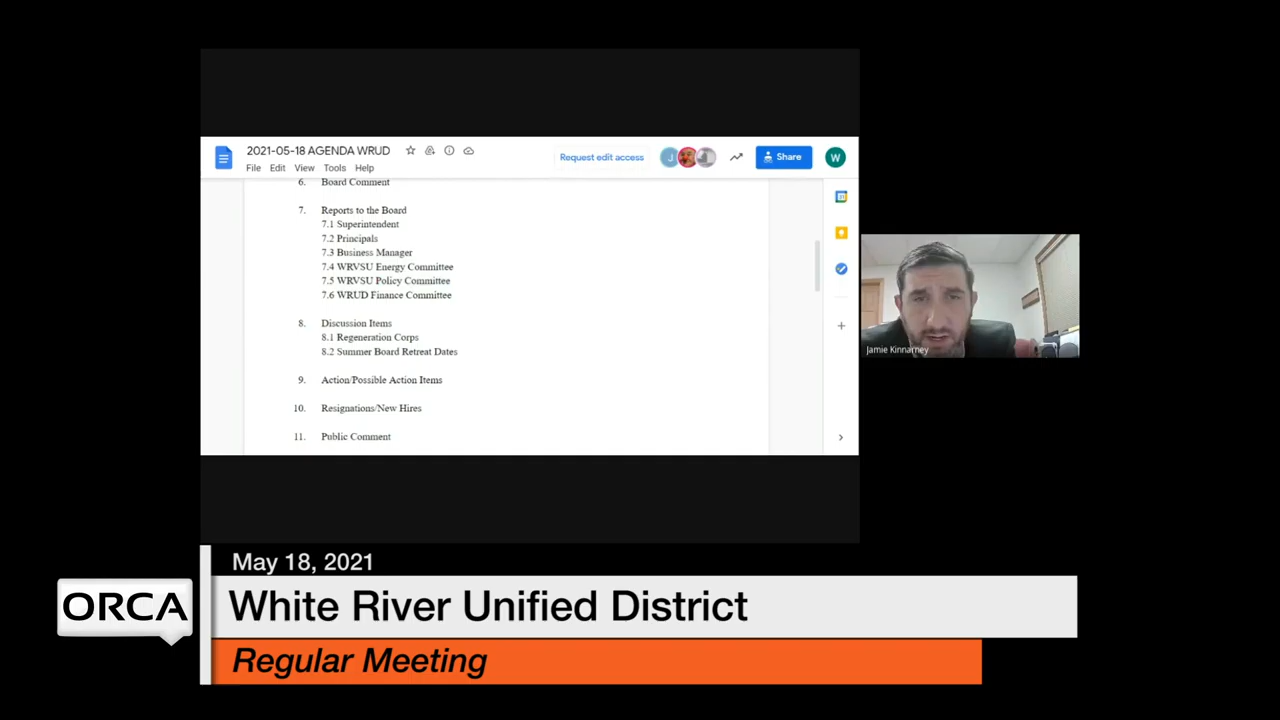 2021-05-18 AGENDA WRUD
File Edit View Tools Help
Request edit access
J
Share
W
6. Board Comment
7. Reports to the Board
7.1 Superintendent
7.2 Principals
7.3 Business Manager
7.4 WRVSU Energy Committee
7.5 WRVSU Policy Committee
7.6 WRUD Finance Committee
8. Discussion Items
8.1 Regeneration Corps
8.2 Summer Board Retreat Dates
9. Action/Possible Action Items
10. Resignations/New Hires
11. Public Comment
Jamie Kinnarney
May 18, 2021
ORCA
White River Unified District
Regular Meeting